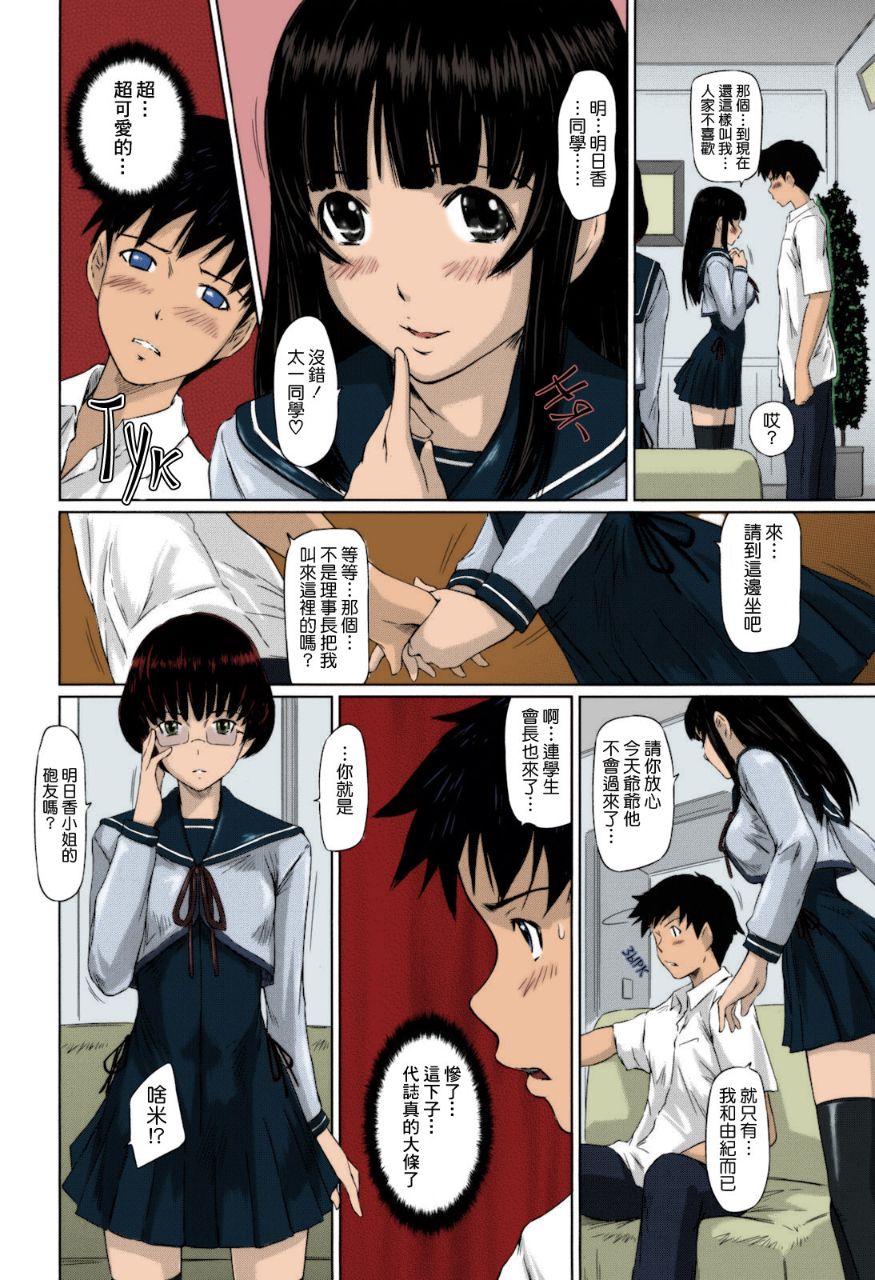 那個…到現在
還這樣叫我…
人家不喜歡
哎?
明…明日香
…同學……
沒錯!
太一同學♡
Ня
超…
超可愛的…
Тук
來…
請到這邊坐吧
等等…那個…
不是理事長把我
叫來這裡的嗎?
請你放心
今天爺爺他
不會過來了…
зырк
就只有…
我和由紀而已
啊…連學生
會長也來了…
慘了…
這下子…
代誌真的大條了
…你就是
明日香小姐的
砲友嗎?
啥米!?